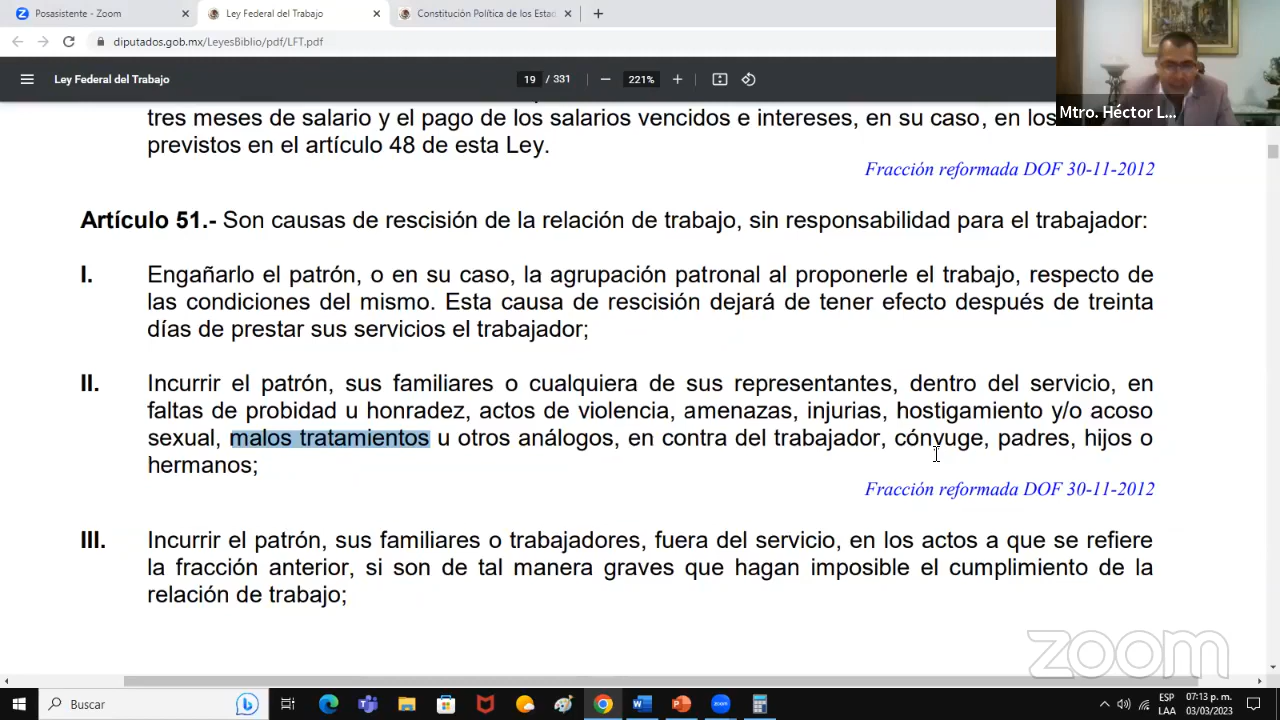 Posasistente - Zoom
Ley Federal del Trabajo
Constitución Política de los Estad
diputados.gob.mx/LeyesBiblio/pdf/LFT.pdf
Ley Federal del Trabajo
19 / 331
221%
Mtro. Héctor L...
tres meses de salario y el pago de los salarios vencidos e intereses, en su caso, en los
previstos en el artículo 48 de esta Ley.
Fracción reformada DOF 30-11-2012
Artículo 51.- Son causas de rescisión de la relación de trabajo, sin responsabilidad para el trabajador:
I. Engañarlo el patrón, o en su caso, la agrupación patronal al proponerle el trabajo, respecto de
las condiciones del mismo. Esta causa de rescisión dejará de tener efecto después de treinta
días de prestar sus servicios el trabajador;
II. Incurrir el patrón, sus familiares o cualquiera de sus representantes, dentro del servicio, en
faltas de probidad u honradez, actos de violencia, amenazas, injurias, hostigamiento y/o acoso
sexual, malos tratamientos u otros análogos, en contra del trabajador, cónyuge, padres, hijos o
hermanos;
Fracción reformada DOF 30-11-2012
III. Incurrir el patrón, sus familiares o trabajadores, fuera del servicio, en los actos a que se refiere
la fracción anterior, si son de tal manera graves que hagan imposible el cumplimiento de la
relación de trabajo;
zoom
Buscar
ESP
LAA
07:13 p. m.
03/03/2023